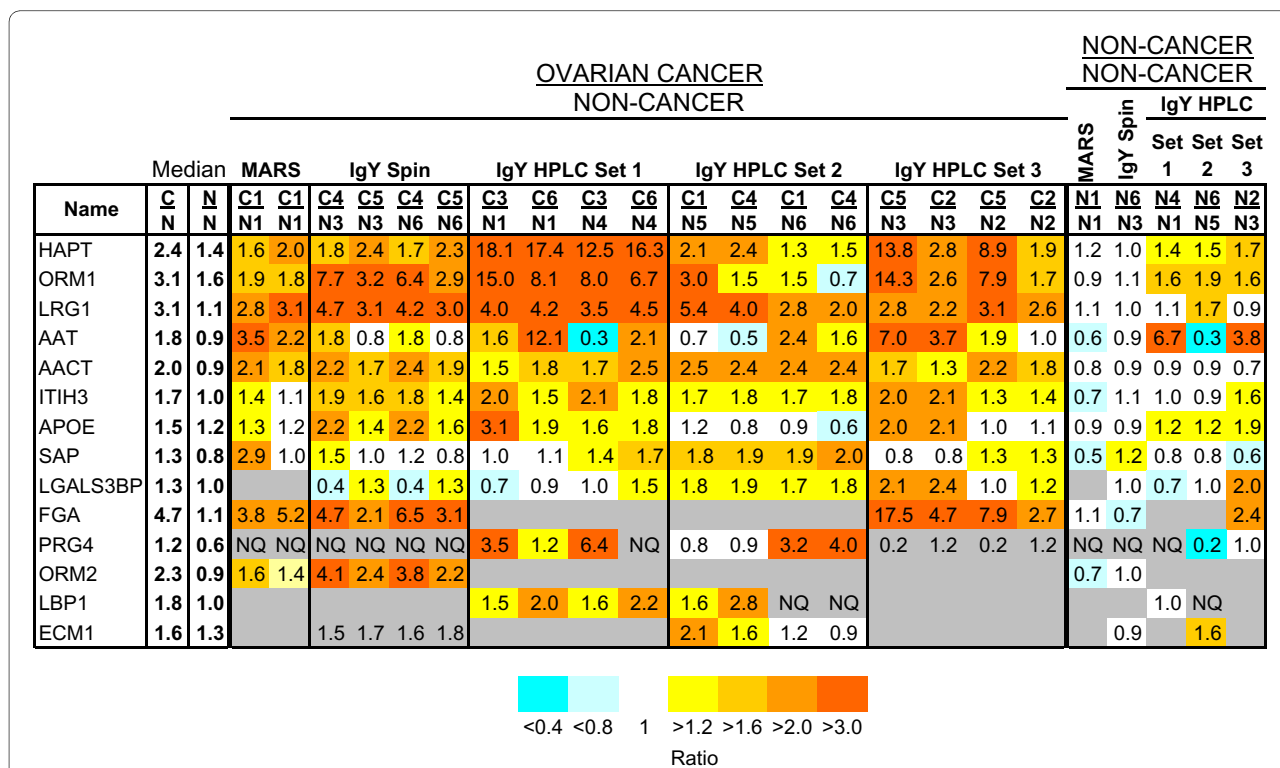 NON-CANCER
NON-CANCER
OVARIAN CANCER
NON-CANCER
MARS
IgY Spin
IgY HPLC
Set Set Set
1 2 3
Median MARS IgY Spin IgY HPLC Set 1 IgY HPLC Set 2 IgY HPLC Set 3
Name C N C1 C1 C4 C5 C4 C5 C3 C6 C3 C6 C1 C4 C1 C4 C5 C2 C5 C2 N1 N6 N4 N6 N2
N N N1 N1 N3 N3 N6 N6 N1 N1 N4 N4 N5 N5 N6 N6 N3 N3 N2 N2 N1 N3 N1 N5 N3
HAPT 2.4 1.4 1.6 2.0 1.8 2.4 1.7 2.3 18.1 17.4 12.5 16.3 2.1 2.4 1.3 1.5 13.8 2.8 8.9 1.9 1.2 1.0 1.4 1.5 1.7
ORM1 3.1 1.6 1.9 1.8 7.7 3.2 6.4 2.9 15.0 8.1 8.0 6.7 3.0 1.5 1.5 0.7 14.3 2.6 7.9 1.7 0.9 1.1 1.6 1.9 1.6
LRG1 3.1 1.1 2.8 3.1 4.7 3.1 4.2 3.0 4.0 4.2 3.5 4.5 5.4 4.0 2.8 2.0 2.8 2.2 3.1 2.6 1.1 1.0 1.1 1.7 0.9
AAT 1.8 0.9 3.5 2.2 1.8 0.8 1.8 0.8 1.6 12.1 0.3 2.1 0.7 0.5 2.4 1.6 7.0 3.7 1.9 1.0 0.6 0.9 6.7 0.3 3.8
AACT 2.0 0.9 2.1 1.8 2.2 1.7 2.4 1.9 1.5 1.8 1.7 2.5 2.5 2.4 2.4 2.4 1.7 1.3 2.2 1.8 0.8 0.9 0.9 0.9 0.7
ITIH3 1.7 1.0 1.4 1.1 1.9 1.6 1.8 1.4 2.0 1.5 2.1 1.8 1.7 1.8 1.7 1.8 2.0 2.1 1.3 1.4 0.7 1.1 1.0 0.9 1.6
APOE 1.5 1.2 1.3 1.2 2.2 1.4 2.2 1.6 3.1 1.9 1.6 1.8 1.2 0.8 0.9 0.6 2.0 2.1 1.0 1.1 0.9 0.9 1.2 1.2 1.9
SAP 1.3 0.8 2.9 1.0 1.5 1.0 1.2 0.8 1.0 1.1 1.4 1.7 1.8 1.9 1.9 2.0 0.8 0.8 1.3 1.3 0.5 1.2 0.8 0.8 0.6
LGALS3BP 1.3 1.0 0.4 1.3 0.4 1.3 0.7 0.9 1.0 1.5 1.8 1.9 1.7 1.8 2.1 2.4 1.0 1.2 1.0 0.7 1.0 2.0
FGA 4.7 1.1 3.8 5.2 4.7 2.1 6.5 3.1 17.5 4.7 7.9 2.7 1.1 0.7 2.4
PRG4 1.2 0.6 NQ NQ NQ NQ NQ NQ 3.5 1.2 6.4 NQ 0.8 0.9 3.2 4.0 0.2 1.2 0.2 1.2 NQ NQ NQ 0.2 1.0
ORM2 2.3 0.9 1.6 1.4 4.1 2.4 3.8 2.2 0.7 1.0
LBP1 1.8 1.0 1.5 2.0 1.6 2.2 1.6 2.8 NQ NQ 1.0 NQ
ECM1 1.6 1.3 1.5 1.7 1.6 1.8 2.1 1.6 1.2 0.9 0.9 1.6
<0.4 <0.8 1 >1.2 >1.6 >2.0 >3.0
Ratio